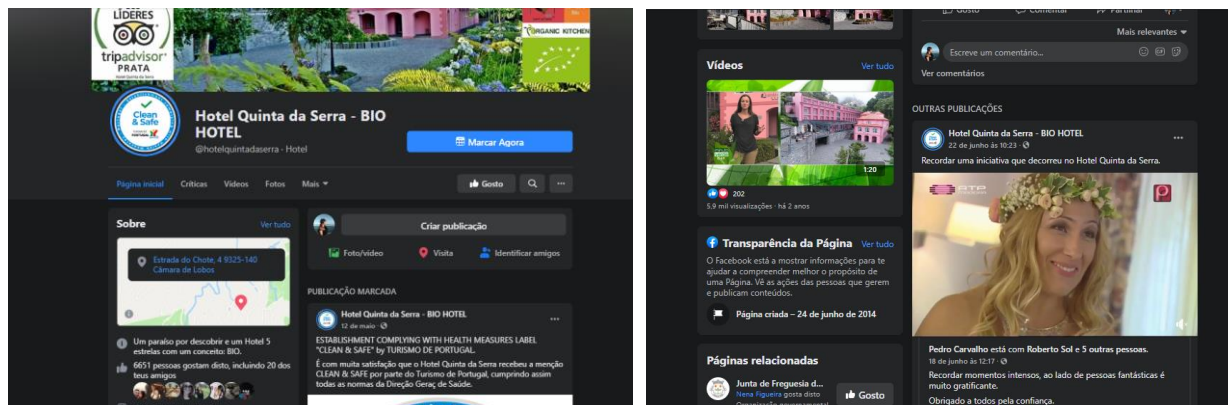 LÍDERES
tripadvisor
PRATA
Hotel Quinta da Serra
ORGANIC KITCHEN
Clean
& Safe
Hotel Quinta da Serra - BIO
HOTEL
@hotelquintadaserra · Hotel
Marcar Agora
Página inicial
Críticas
Vídeos
Fotos
Mais
Gosto
Sobre
Ver tudo
Estrada do Chote, 4 9325-140
Câmara de Lobos
Um paraíso por descobrir e um Hotel 5
estrelas com um conceito: BIO.
6651 pessoas gostam disto, incluindo 20 dos
teus amigos
Criar publicação
Foto/vídeo
Visita
Identificar amigos
PUBLICAÇÃO MARCADA
Hotel Quinta da Serra - BIO HOTEL
12 de maio ·
ESTABLISHMENT COMPLYING WITH HEALTH MEASURES LABEL
"CLEAN & SAFE" by TURISMO DE PORTUGAL.
É com muita satisfação que o Hotel Quinta da Serra recebeu a menção
CLEAN & SAFE por parte do Turismo de Portugal, cumprindo assim
todas as normas da Direção Geraç de Saúde.
Vídeos
Ver tudo
1:20
202
5,9 mil visualizações · há 2 anos
Transparência da Página
Ver tudo
O Facebook está a mostrar informações para te
ajudar a compreender melhor o propósito de
uma Página. Vê as ações das pessoas que gerem
e publicam conteúdos.
Página criada – 24 de junho de 2014
Páginas relacionadas
Junta de Freguesia d...
Nena Figueira gosta disto
Organização governamental
Gosto
Gosto
Comentar
Partilhar
Mais relevantes
Escreve um comentário...
GIF
Ver comentários
OUTRAS PUBLICAÇÕES
Hotel Quinta da Serra - BIO HOTEL
22 de junho às 10:23 ·
Recordar uma iniciativa que decorreu no Hotel Quinta da Serra.
RTP
Pedro Carvalho está com Roberto Sol e 5 outras pessoas.
18 de junho às 12:17 ·
Recordar momentos intensos, ao lado de pessoas fantásticas é
muito gratificante.
Obrigado a todos pela confiança.